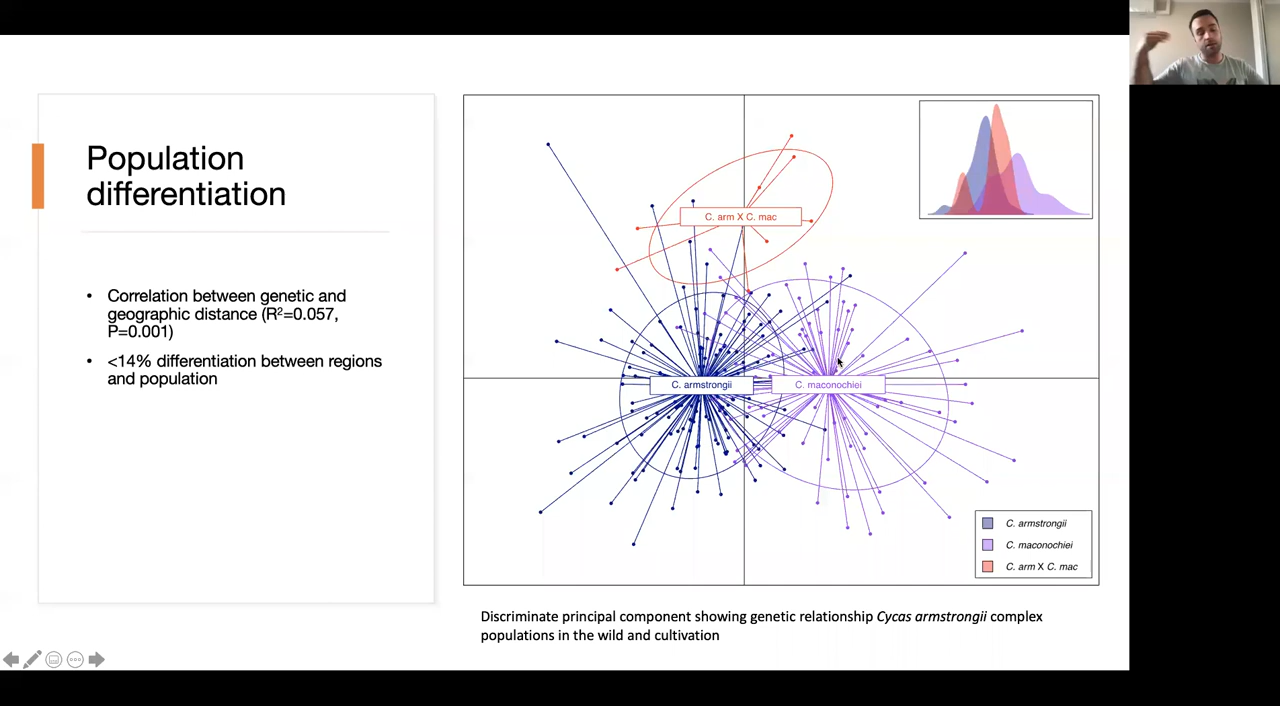 Population
differentiation
• Correlation between genetic and
geographic distance (R²=0.057,
P=0.001)
• <14% differentiation between regions
and population
C. arm X C. mac
C. armstrongii
C. maconochiei
C. armstrongii
C. maconochiei
C. arm X C. mac
Discriminate principal component showing genetic relationship Cycas armstrongii complex
populations in the wild and cultivation